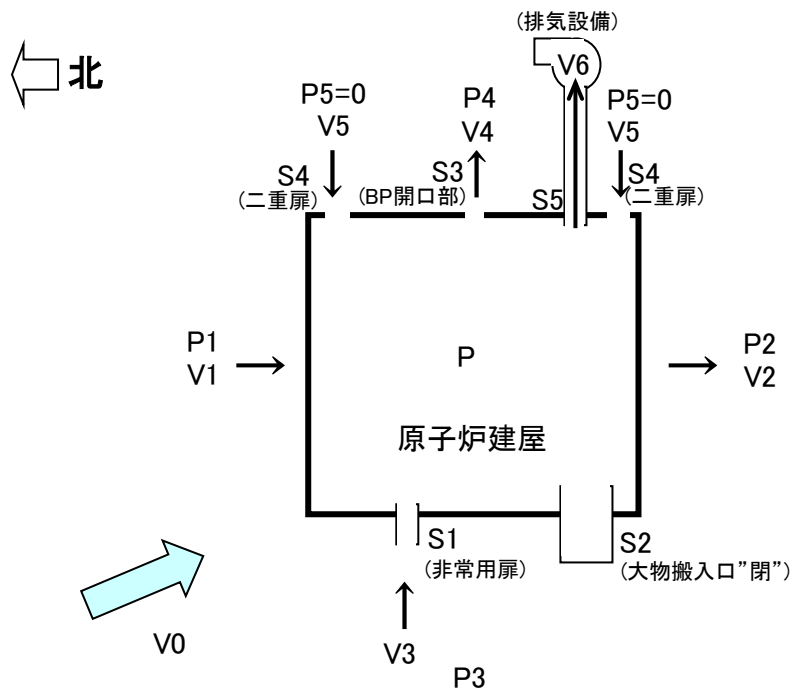 (排気設備)
北
V6
P5=0
V5
P4
V4
P5=0
V5
S4
(二重扉)
S3
(BP開口部)
S5
S4
(二重扉)
P1
V1
P
P2
V2
原子炉建屋
S1
(非常用扉)
S2
(大物搬入口”閉”)
V0
V3
P3